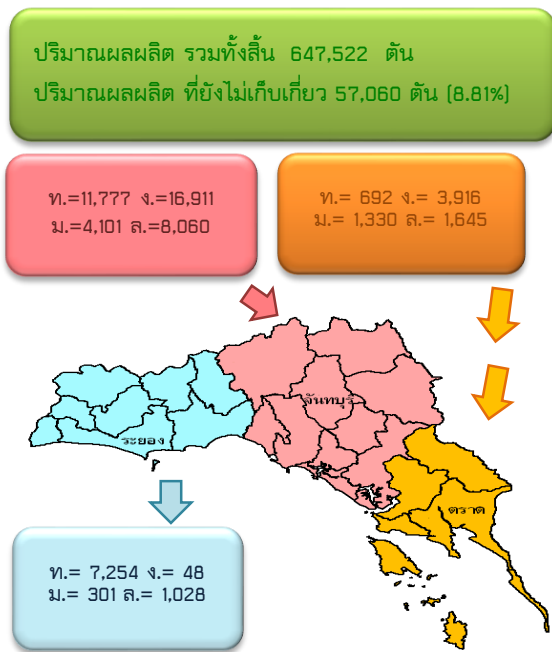 ปริมาณผลผลิต รวมทั้งสิ้น 647,522 ตัน
ปริมาณผลผลิต ที่ยังไม่เก็บเกี่ยว 57,060 ตัน (8.81%)
ท.=11,777 ง.=16,911
ม.=4,101 ล.=8,060
ท.= 692 ง.= 3,916
ม.= 1,330 ล.= 1,645
จันทบุรี
ระยอง
ตราด
ท.= 7,254 ง.= 48
ม.= 301 ล.= 1,028